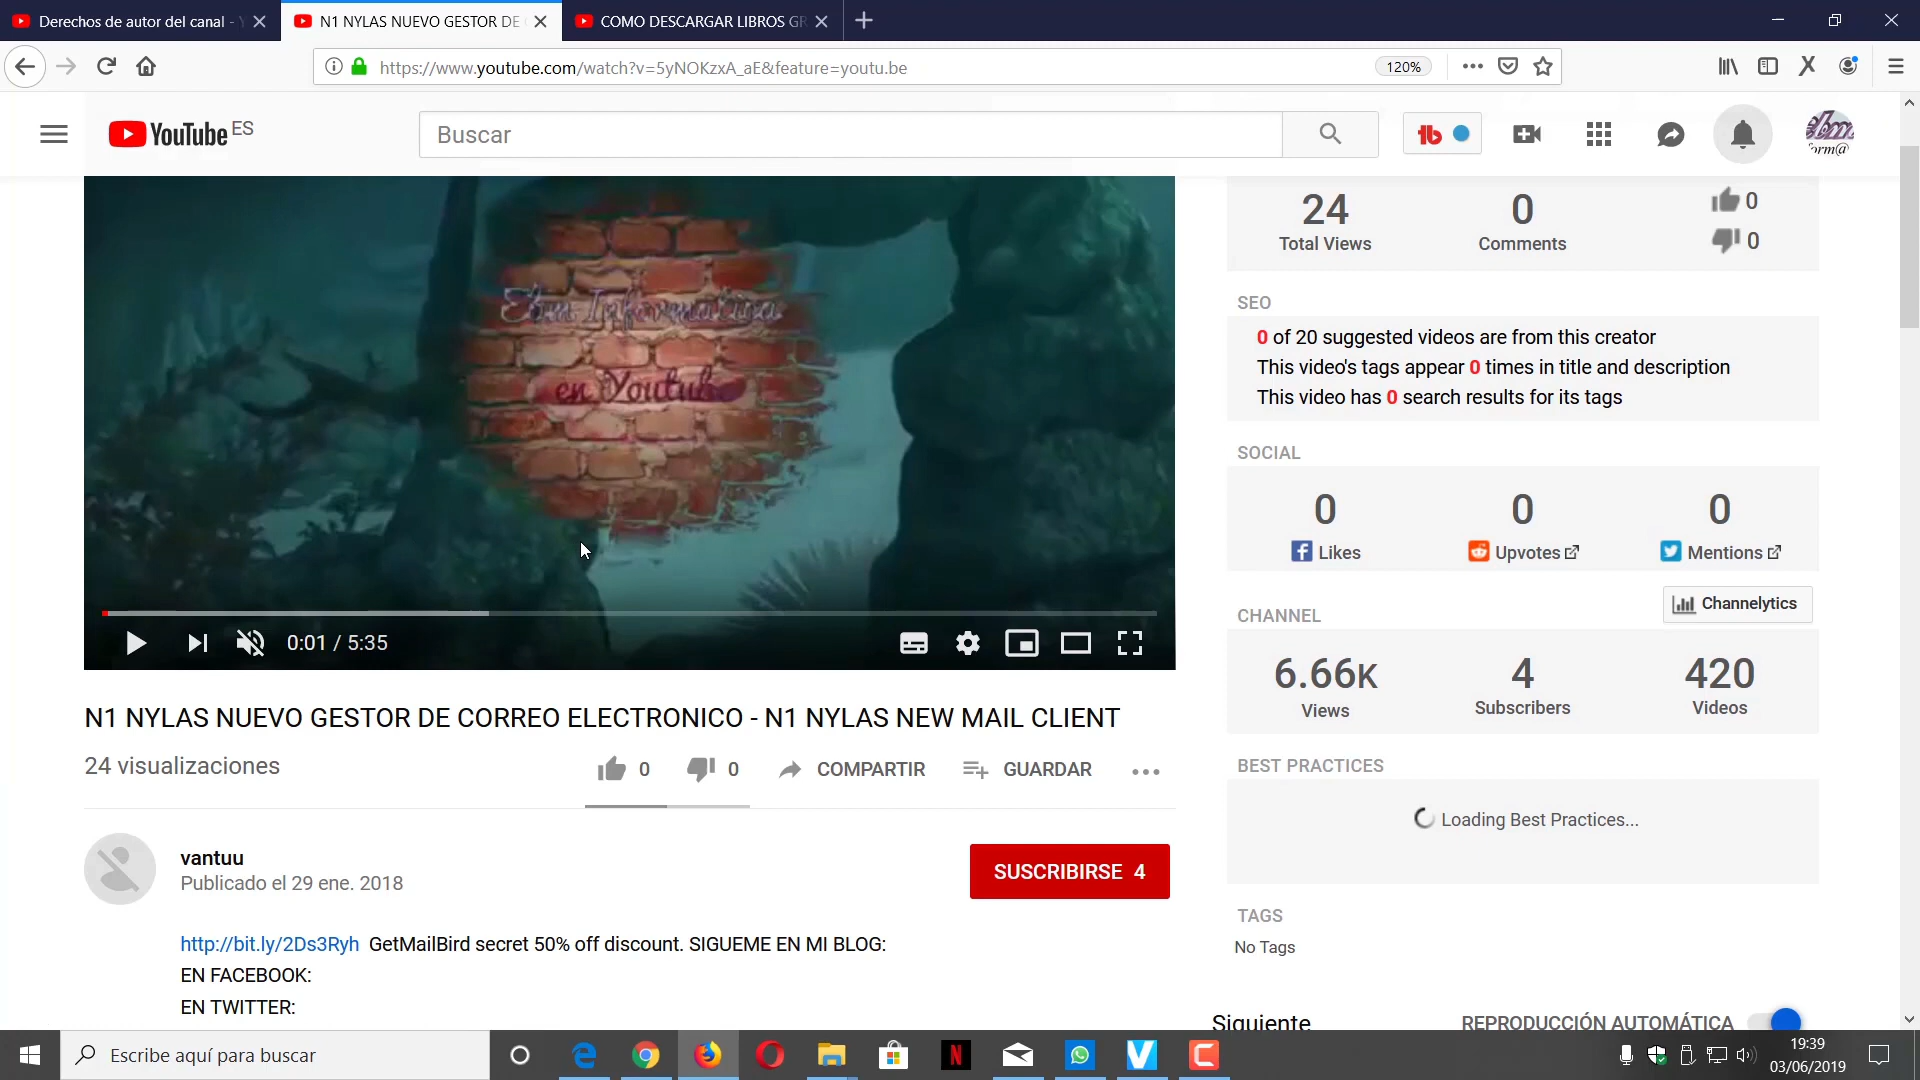 Derechos de autor del canal -
N1 NYLAS NUEVO GESTOR DE
COMO DESCARGAR LIBROS GR
https://www.youtube.com/watch?v=5yNOKzxA_aE&feature=youtu.be
120%
YouTube ES
Buscar
tb
ebm
form@
Ebm Informatica
en Youtube
24
Total Views
0
Comments
0
0
SEO
0 of 20 suggested videos are from this creator
This video's tags appear 0 times in title and description
This video has 0 search results for its tags
SOCIAL
0
Likes
0
Upvotes
0
Mentions
CHANNEL
Channelytics
6.66K
Views
4
Subscribers
420
Videos
BEST PRACTICES
Loading Best Practices...
TAGS
No Tags
Siguiente
REPRODUCCIÓN AUTOMÁTICA
0:01 / 5:35
N1 NYLAS NUEVO GESTOR DE CORREO ELECTRONICO - N1 NYLAS NEW MAIL CLIENT
24 visualizaciones
0
0
COMPARTIR
GUARDAR
vantuu
Publicado el 29 ene. 2018
SUSCRIBIRSE 4
http://bit.ly/2Ds3Ryh GetMailBird secret 50% off discount. SIGUEME EN MI BLOG:
EN FACEBOOK:
EN TWITTER:
Escribe aquí para buscar
19:39
03/06/2019